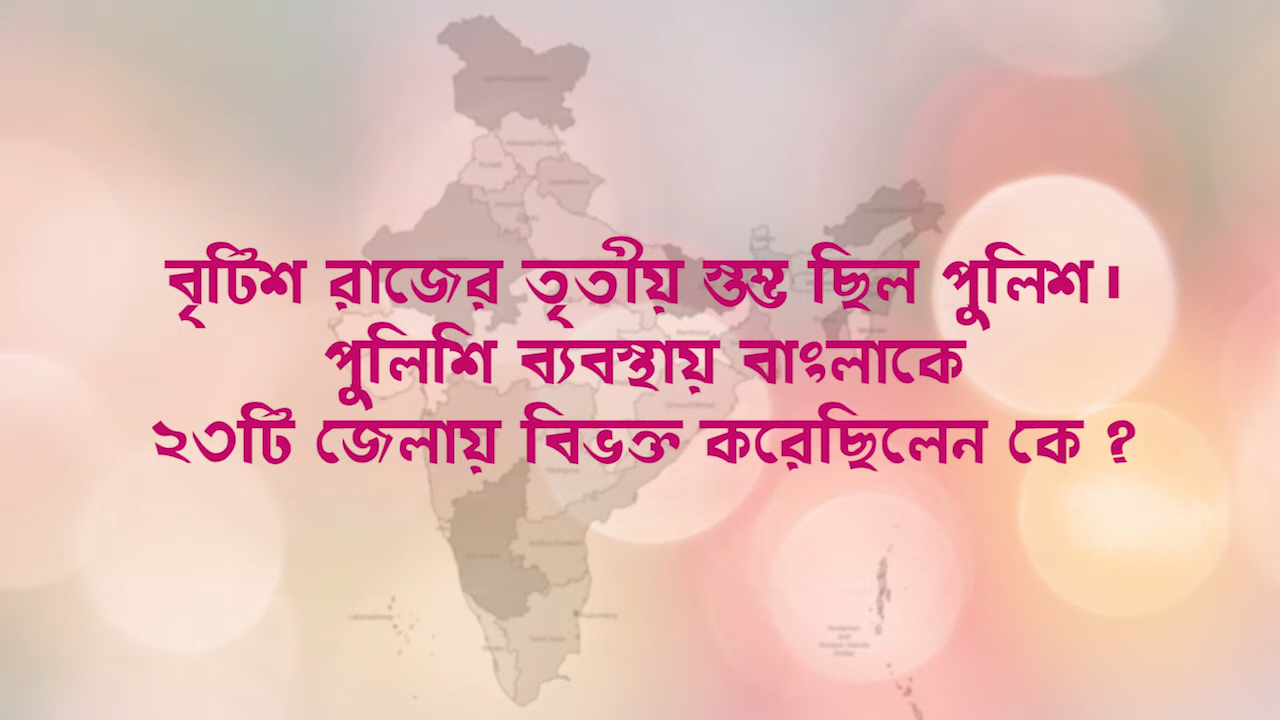 বৃটিশ রাজের তৃতীয় স্তম্ভ ছিল পুলিশ।
পুলিশি ব্যবস্থায় বাংলাকে
২৩টি জেলায় বিভক্ত করেছিলেন কে ?